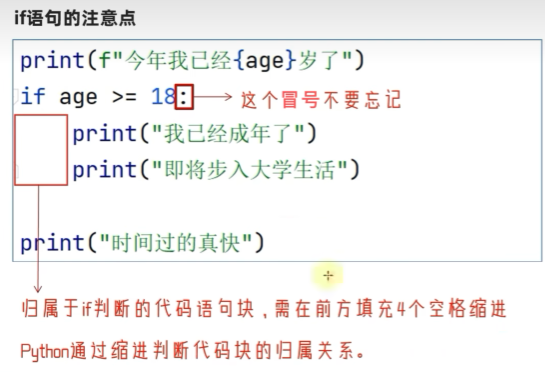 if语句的注意点
print(f"今年我已经{age}岁了")
if age >= 18: 这个冒号不要忘记
    print("我已经成年了")
    print("即将步入大学生活")
print("时间过的真快")
归属于if判断的代码语句块，需在前方填充4个空格缩进
Python通过缩进判断代码块的归属关系。